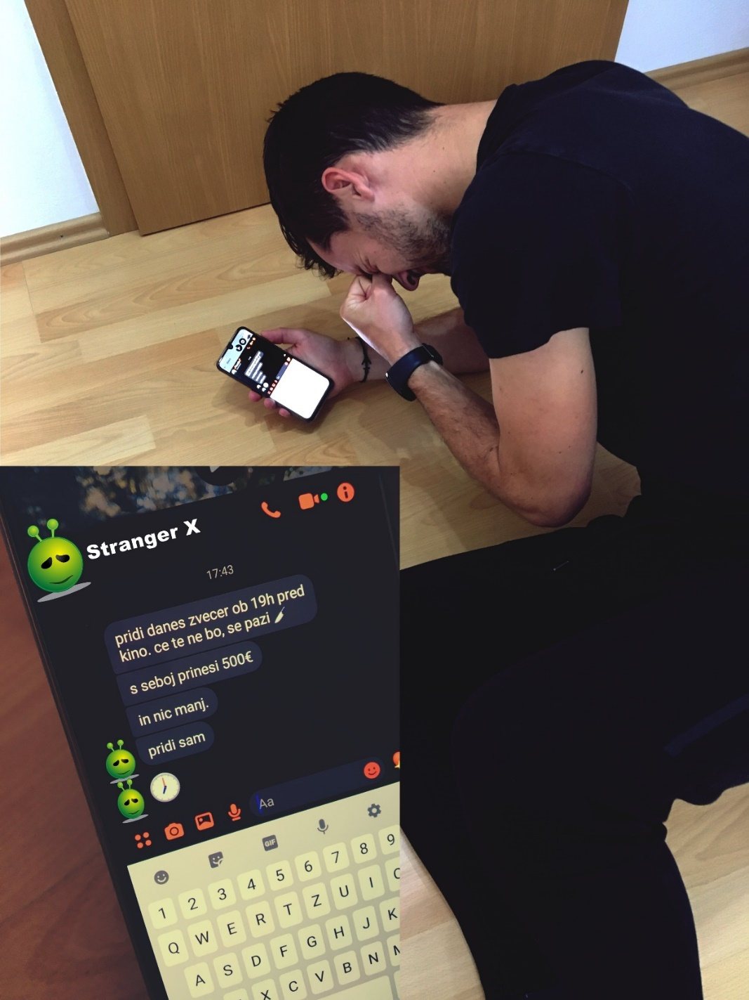 Stranger X
17:43
pridi danes zvecer ob 19h pred
kino. ce te ne bo, se pazi
s seboj prinesi 500€
in nic manj.
pridi sam
Aa
GIF
1 2 3 4 5 6 7 8 9
Q W E R T Z U I
A S D F G H J K
X C V B N